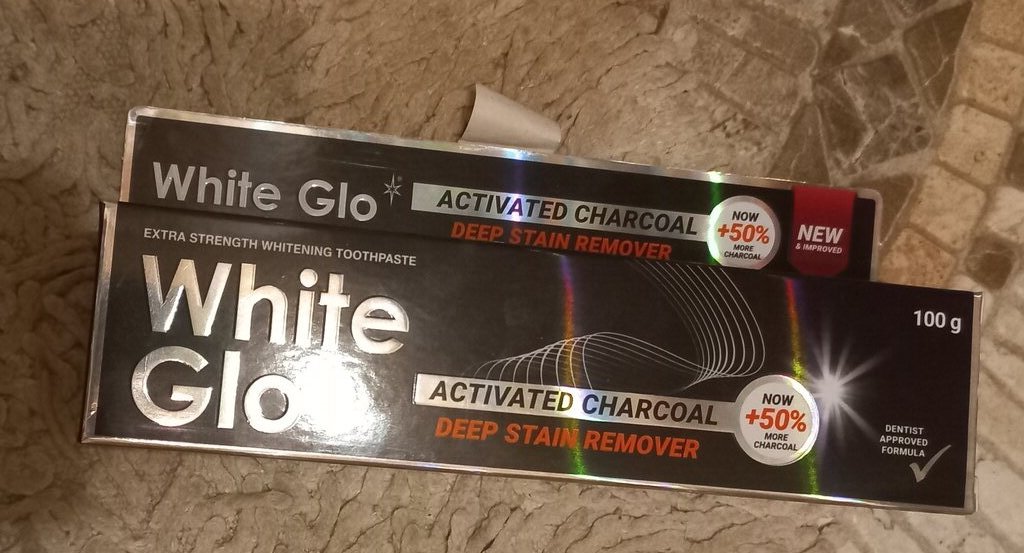 White Glo
ACTIVATED CHARCOAL
DEEP STAIN REMOVER
NOW
+50%
MORE
CHARCOAL
NEW
& IMPROVED
EXTRA STRENGTH WHITENING TOOTHPASTE
White
Glo
100 g
ACTIVATED CHARCOAL
DEEP STAIN REMOVER
NOW
+50%
MORE
CHARCOAL
DENTIST
APPROVED
FORMULA